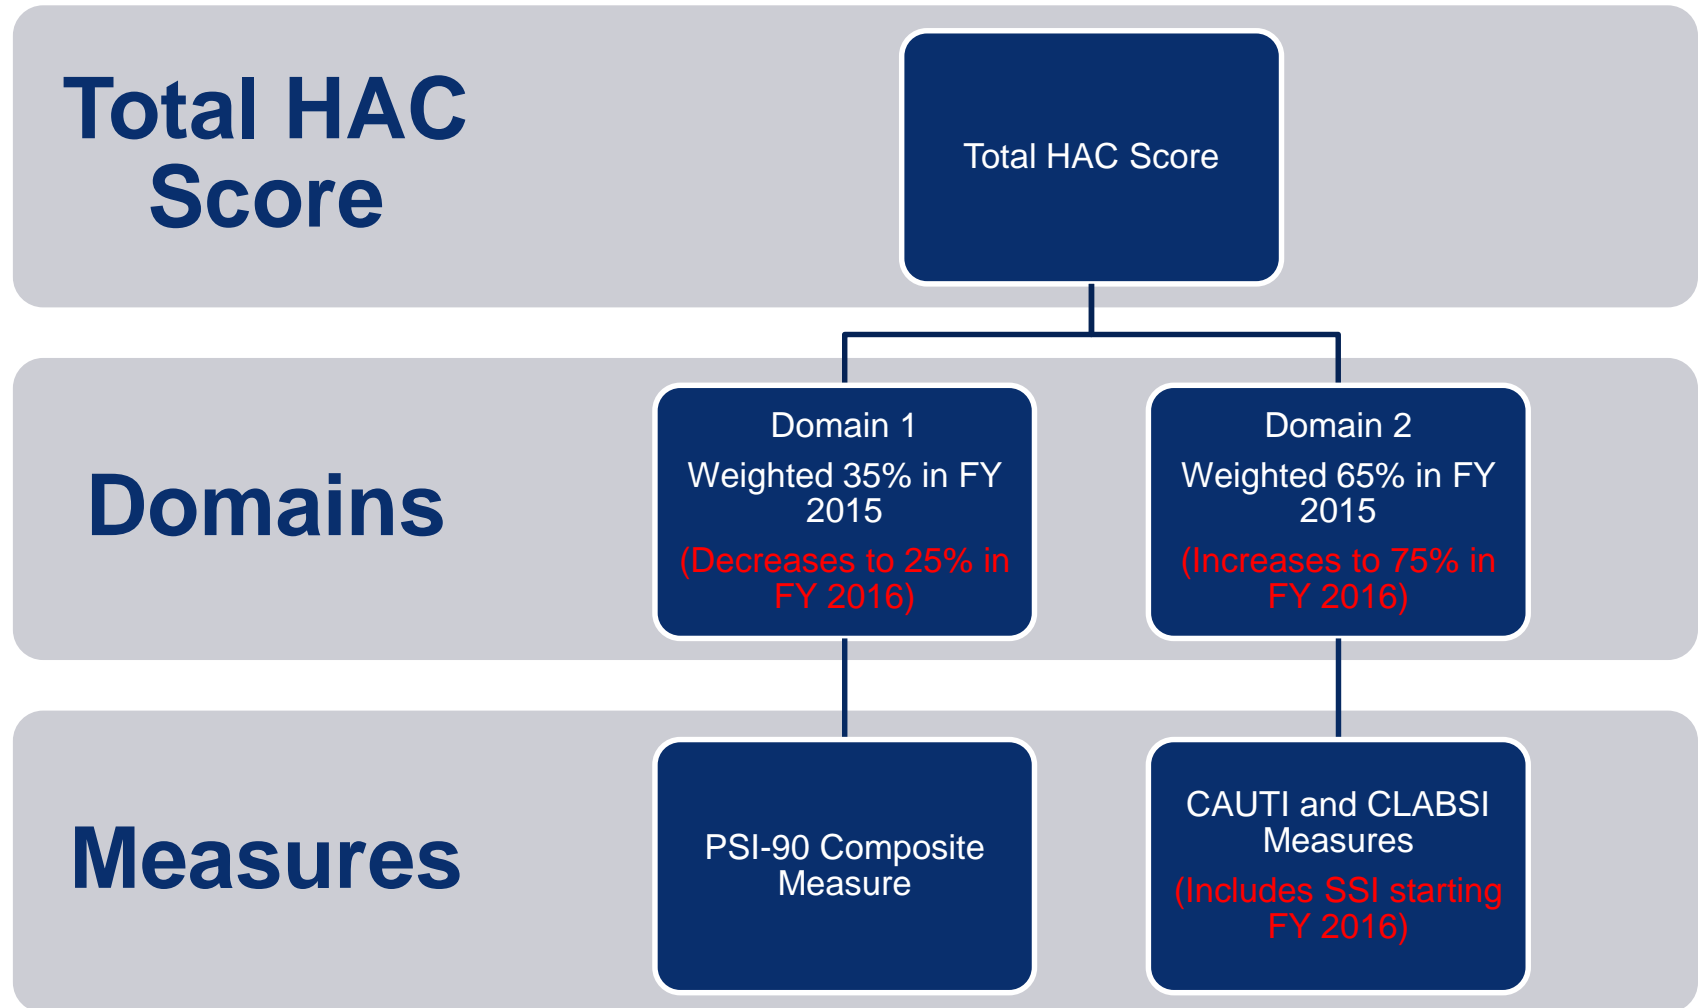 Total HAC
Score
Total HAC Score
Domains
Domain 1
Weighted 35% in FY
2015
(Decreases to 25% in
FY 2016)
Domain 2
Weighted 65% in FY
2015
(Increases to 75% in
FY 2016)
Measures
PSI-90 Composite
Measure
CAUTI and CLABSI
Measures
(Includes SSI starting
FY 2016)